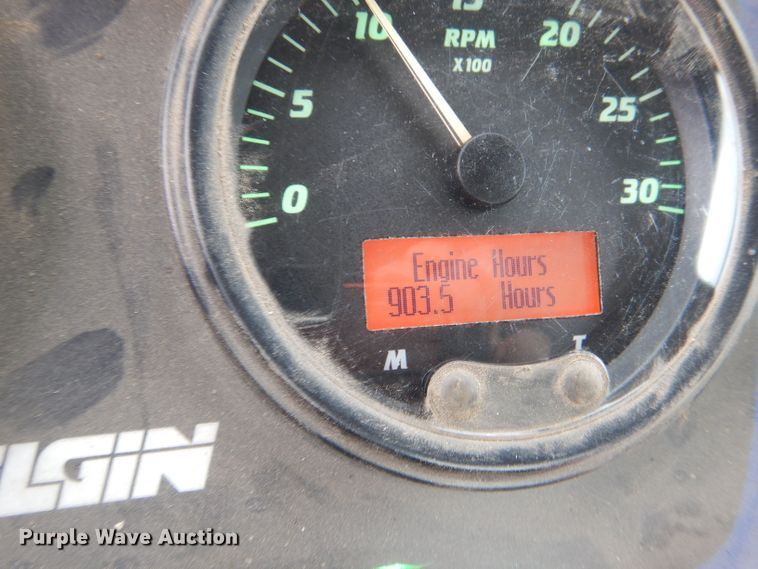 10 15 20
RPM
X100
5 25
0 30
Engine Hours
903.5 Hours
M T
ELGIN
Purple Wave Auction